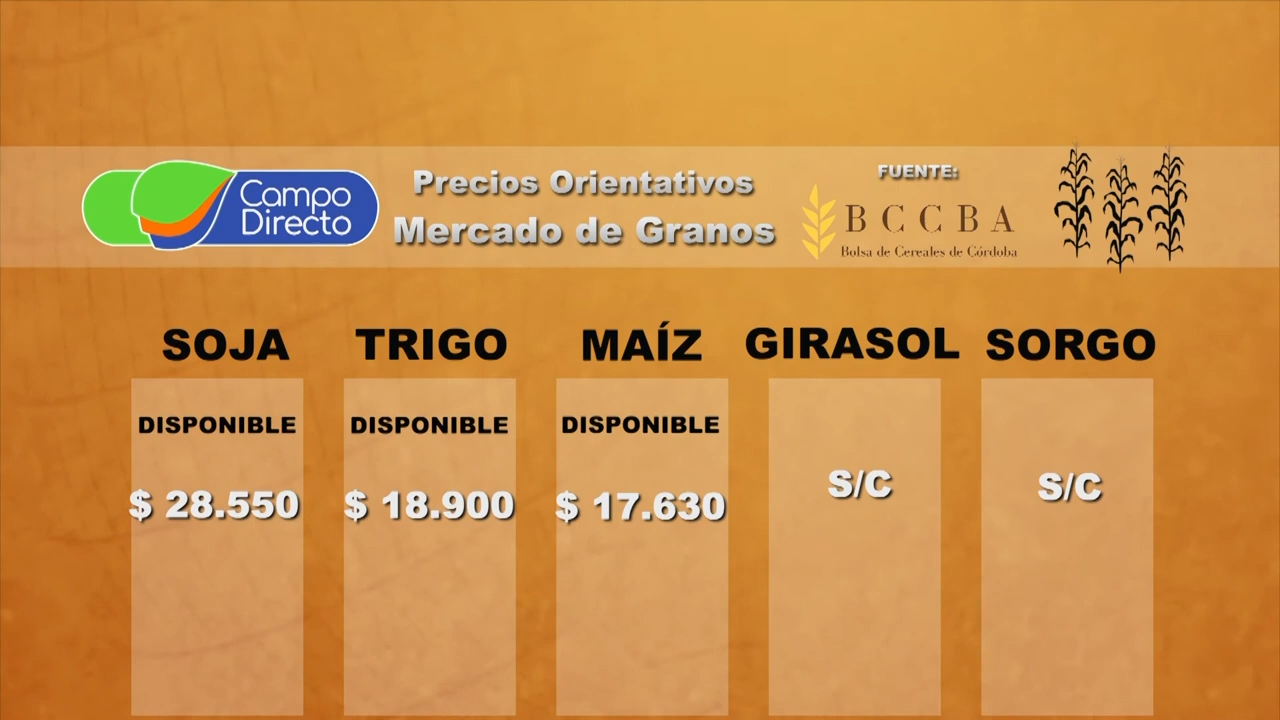 Campo
Directo
Precios Orientativos
Mercado de Granos
FUENTE:
BCCBA
Bolsa de Cereales de Córdoba
SOJA
TRIGO
MAÍZ
GIRASOL
SORGO
DISPONIBLE
DISPONIBLE
DISPONIBLE
$ 28.550
$ 18.900
$ 17.630
S/C
S/C